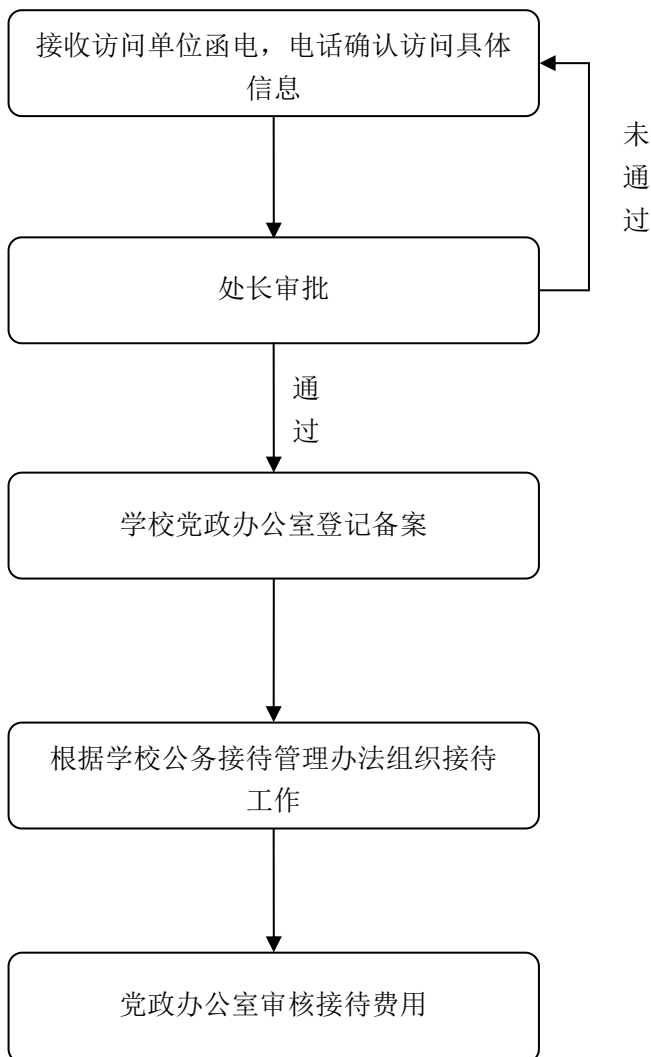 接收访问单位函电，电话确认访问具体
信息
未
通
过
处长审批
通
过
学校党政办公室登记备案
根据学校公务接待管理办法组织接待
工作
党政办公室审核接待费用